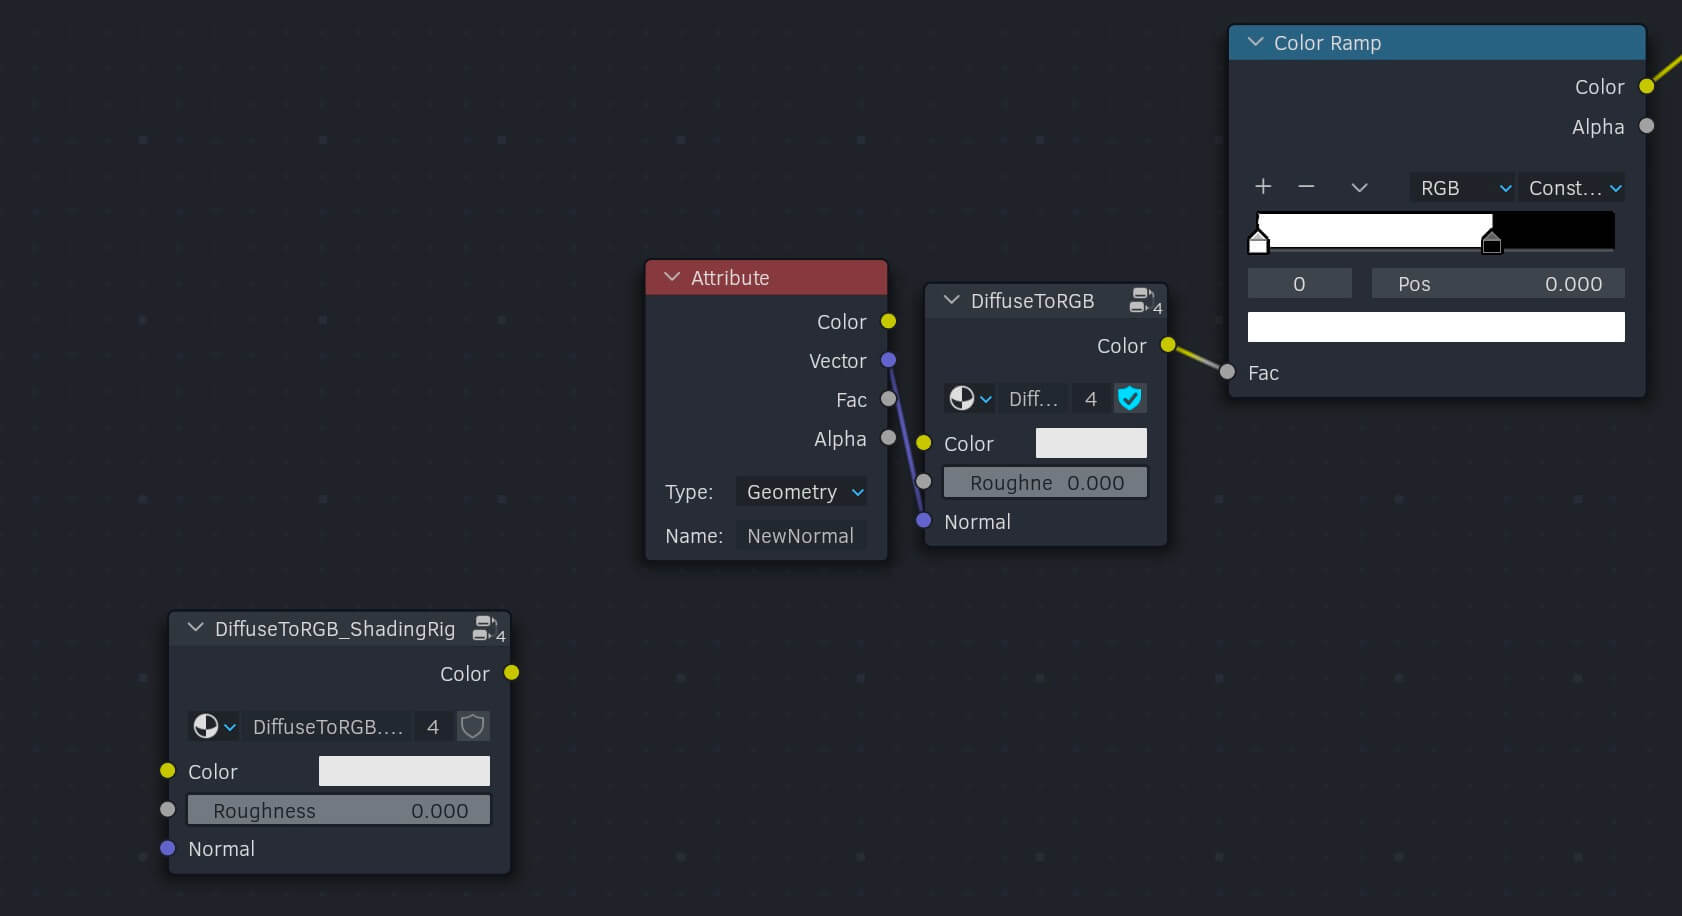 Color Ramp
Color
Alpha
RGB Const...
0 Pos 0.000
Fac
Attribute
Color
Vector
Fac
Alpha
Type: Geometry
Name: NewNormal
DiffuseToRGB 4
Color
Diff... 4
Color
Roughne 0.000
Normal
DiffuseToRGB_ShadingRig 4
Color
DiffuseToRGB.... 4
Color
Roughness 0.000
Normal